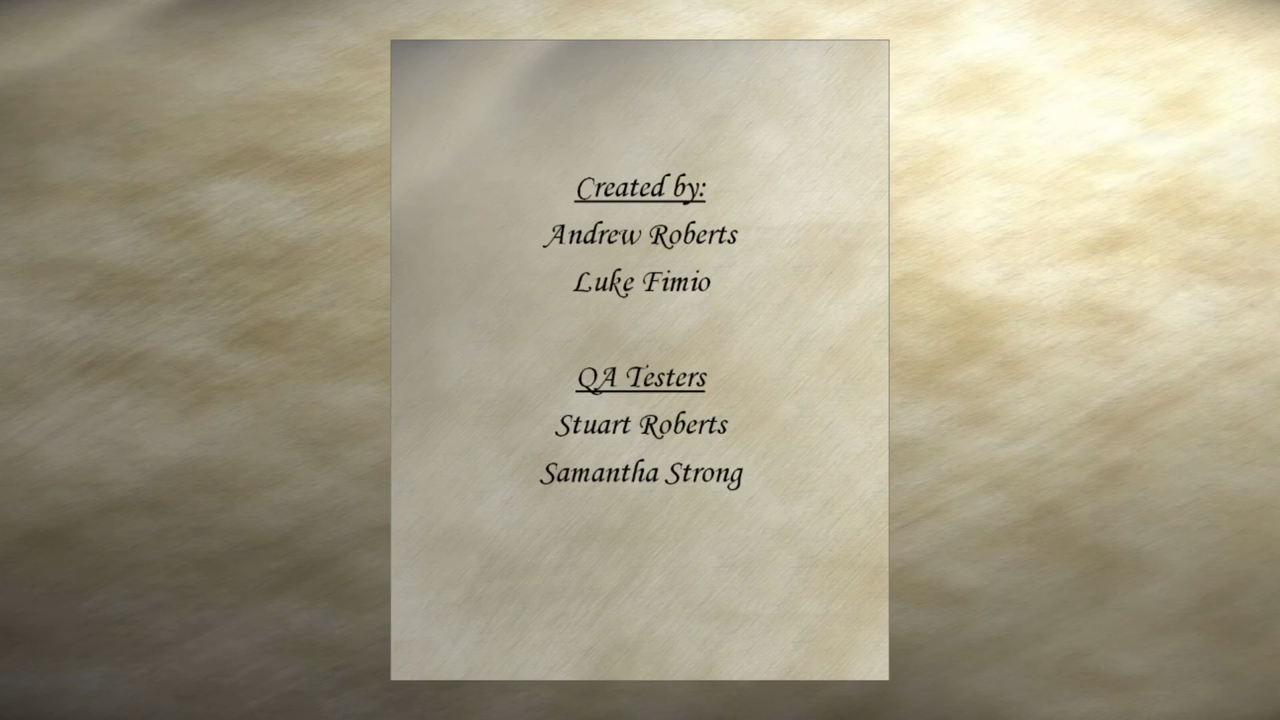 Created by:
Andrew Roberts
Luke Fimio
QA Testers
Stuart Roberts
Samantha Strong